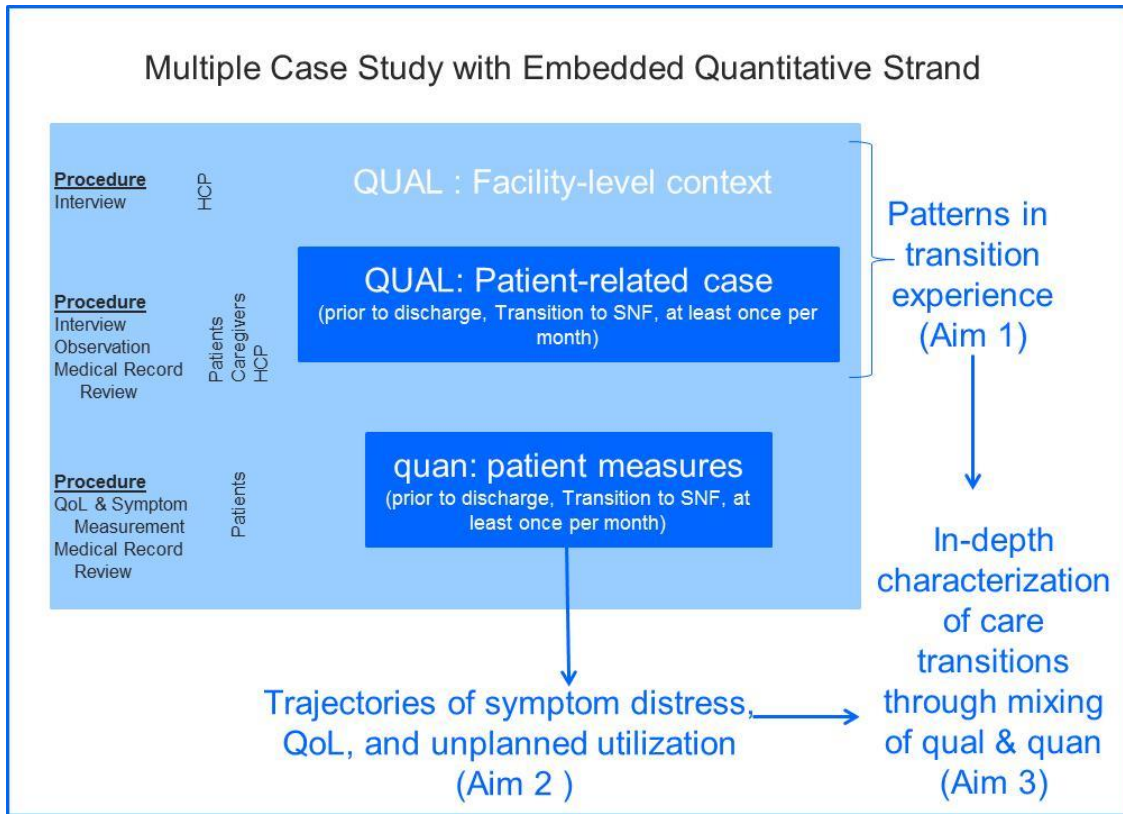 Multiple Case Study with Embedded Quantitative Strand
Procedure
Interview
HCP
QUAL : Facility-level context
Procedure
Interview
Observation
Medical Record
Review
Patients
Caregivers
HCP
QUAL: Patient-related case
(prior to discharge, Transition to SNF, at least once per
month)
Patterns in
transition
experience
(Aim 1)
Procedure
QoL & Symptom
Measurement
Medical Record
Review
Patients
quan: patient measures
(prior to discharge, Transition to SNF, at
least once per month)
Trajectories of symptom distress,
QoL, and unplanned utilization
(Aim 2 )
In-depth
characterization
of care
transitions
through mixing
of qual & quan
(Aim 3)